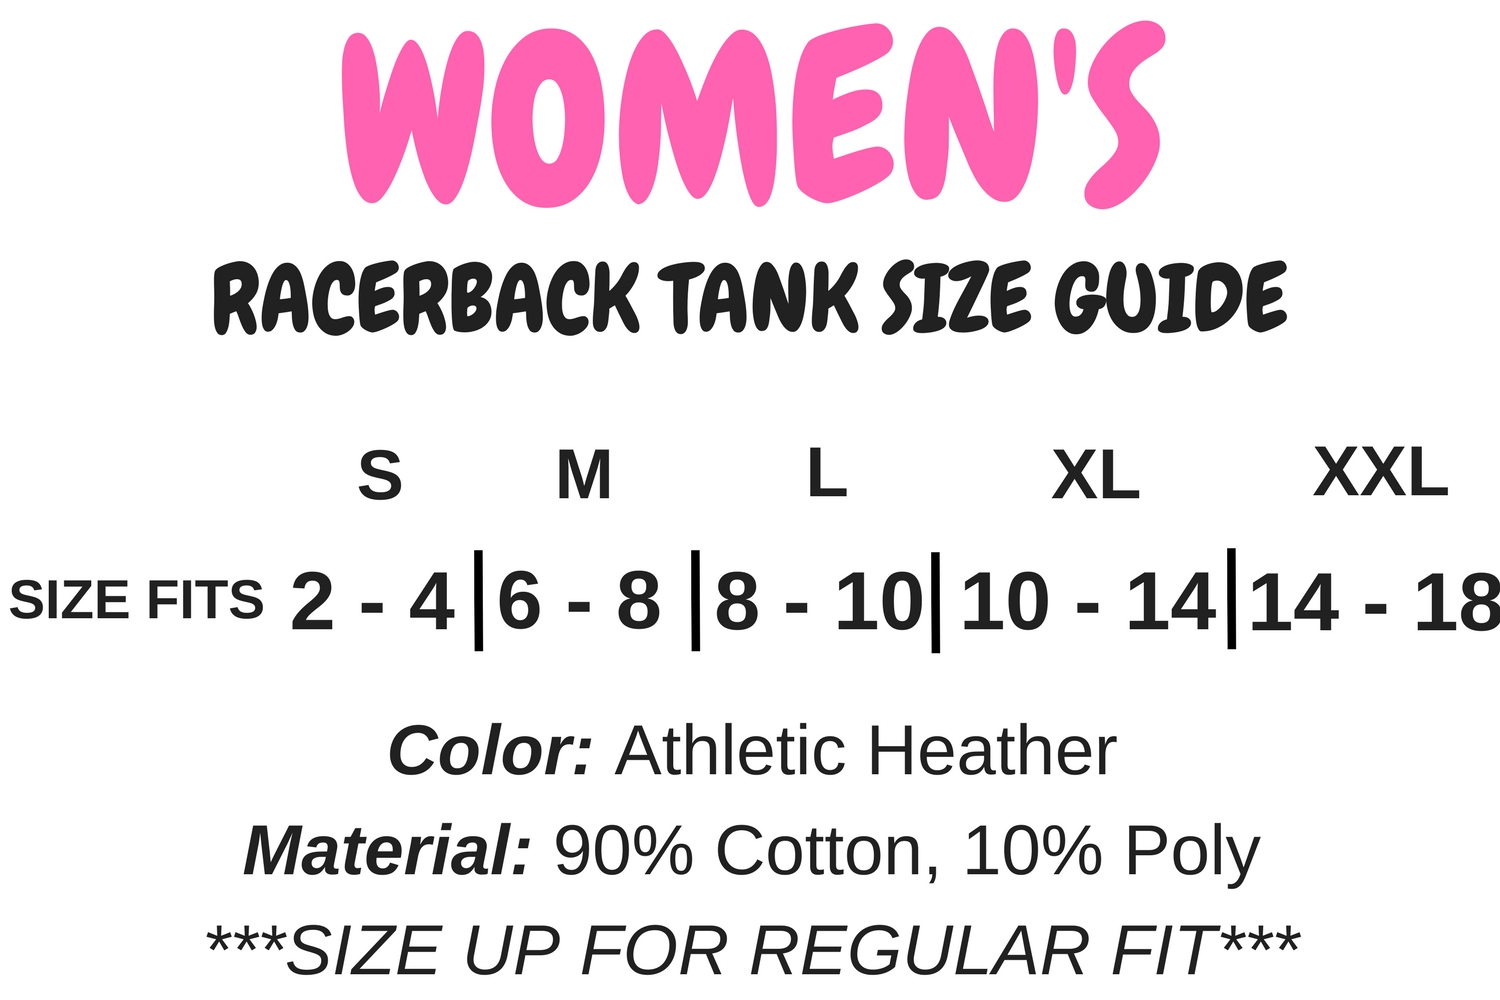 WOMEN'S
RACERBACK TANK SIZE GUIDE
S M L XL XXL
SIZE FITS 2 - 4 | 6 - 8 | 8 - 10 | 10 - 14 | 14 - 18
Color: Athletic Heather
Material: 90% Cotton, 10% Poly
***SIZE UP FOR REGULAR FIT***